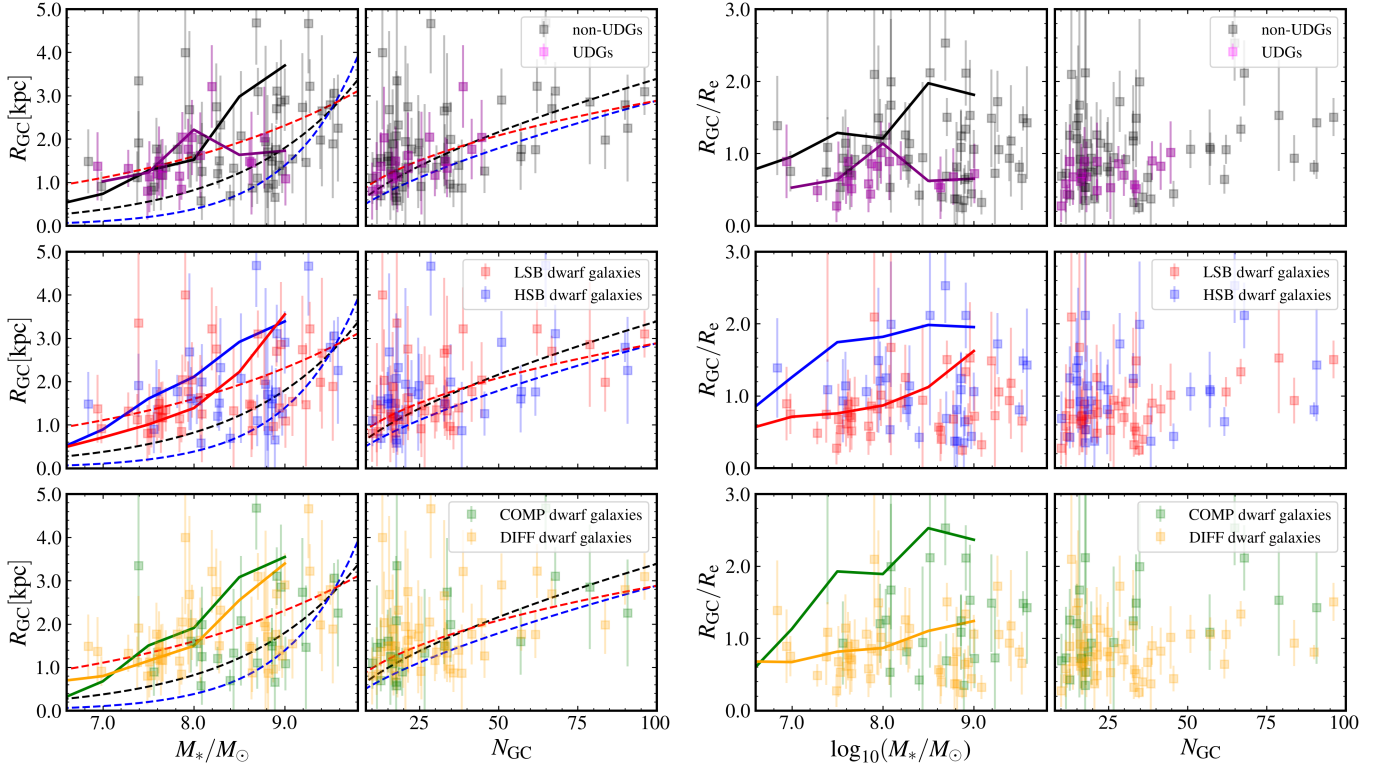 5.0
4.0
3.0
2.0
1.0
0.0
R_GC[kpc]
non-UDGs
UDGs
3.0
2.0
1.0
0.0
R_GC/R_e
non-UDGs
UDGs
5.0
4.0
3.0
2.0
1.0
0.0
R_GC[kpc]
LSB dwarf galaxies
HSB dwarf galaxies
3.0
2.0
1.0
0.0
R_GC/R_e
LSB dwarf galaxies
HSB dwarf galaxies
5.0
4.0
3.0
2.0
1.0
0.0
R_GC[kpc]
COMP dwarf galaxies
DIFF dwarf galaxies
3.0
2.0
1.0
0.0
R_GC/R_e
COMP dwarf galaxies
DIFF dwarf galaxies
7.0 8.0 9.0
25 50 75 100
7.0 8.0 9.0
25 50 75 100
M_*/M_⊙
N_GC
log₁₀(M_*/M_⊙)
N_GC